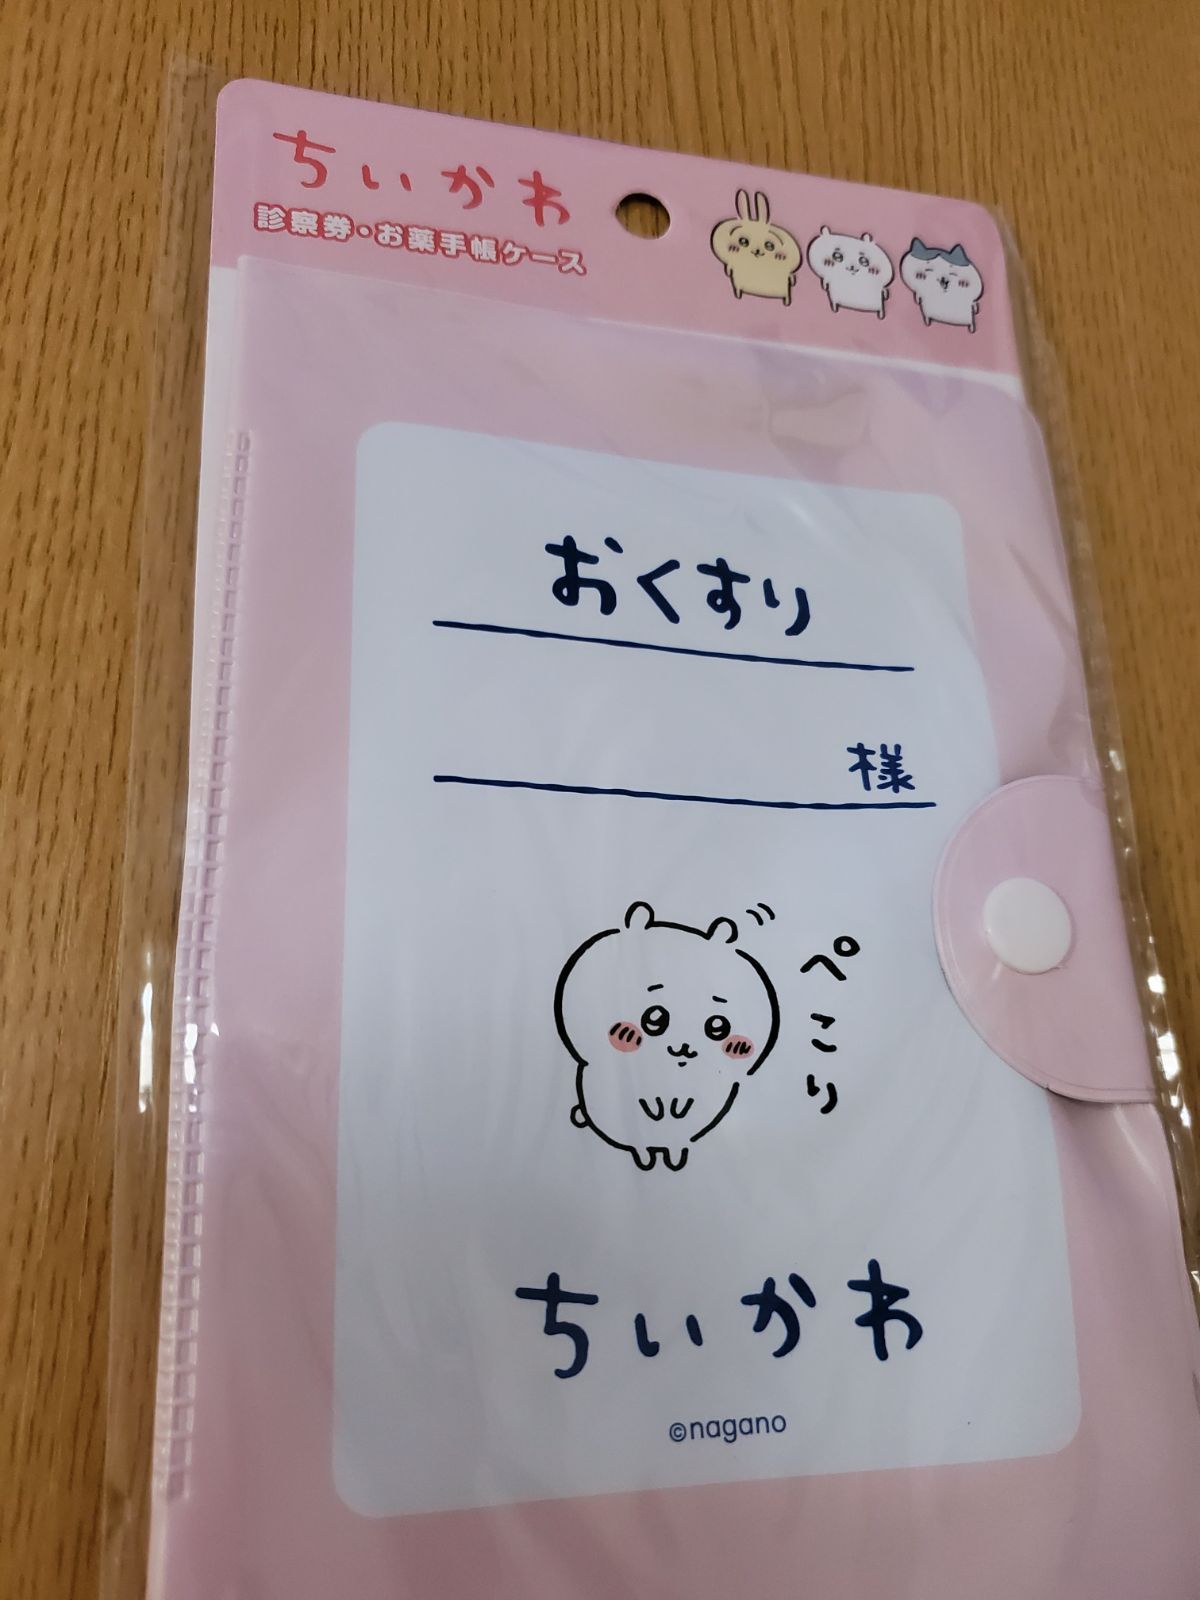 ちいかわ
診察券・お薬手帳ケース
おくすり
様
ぺこり
ちいかわ
©nagano